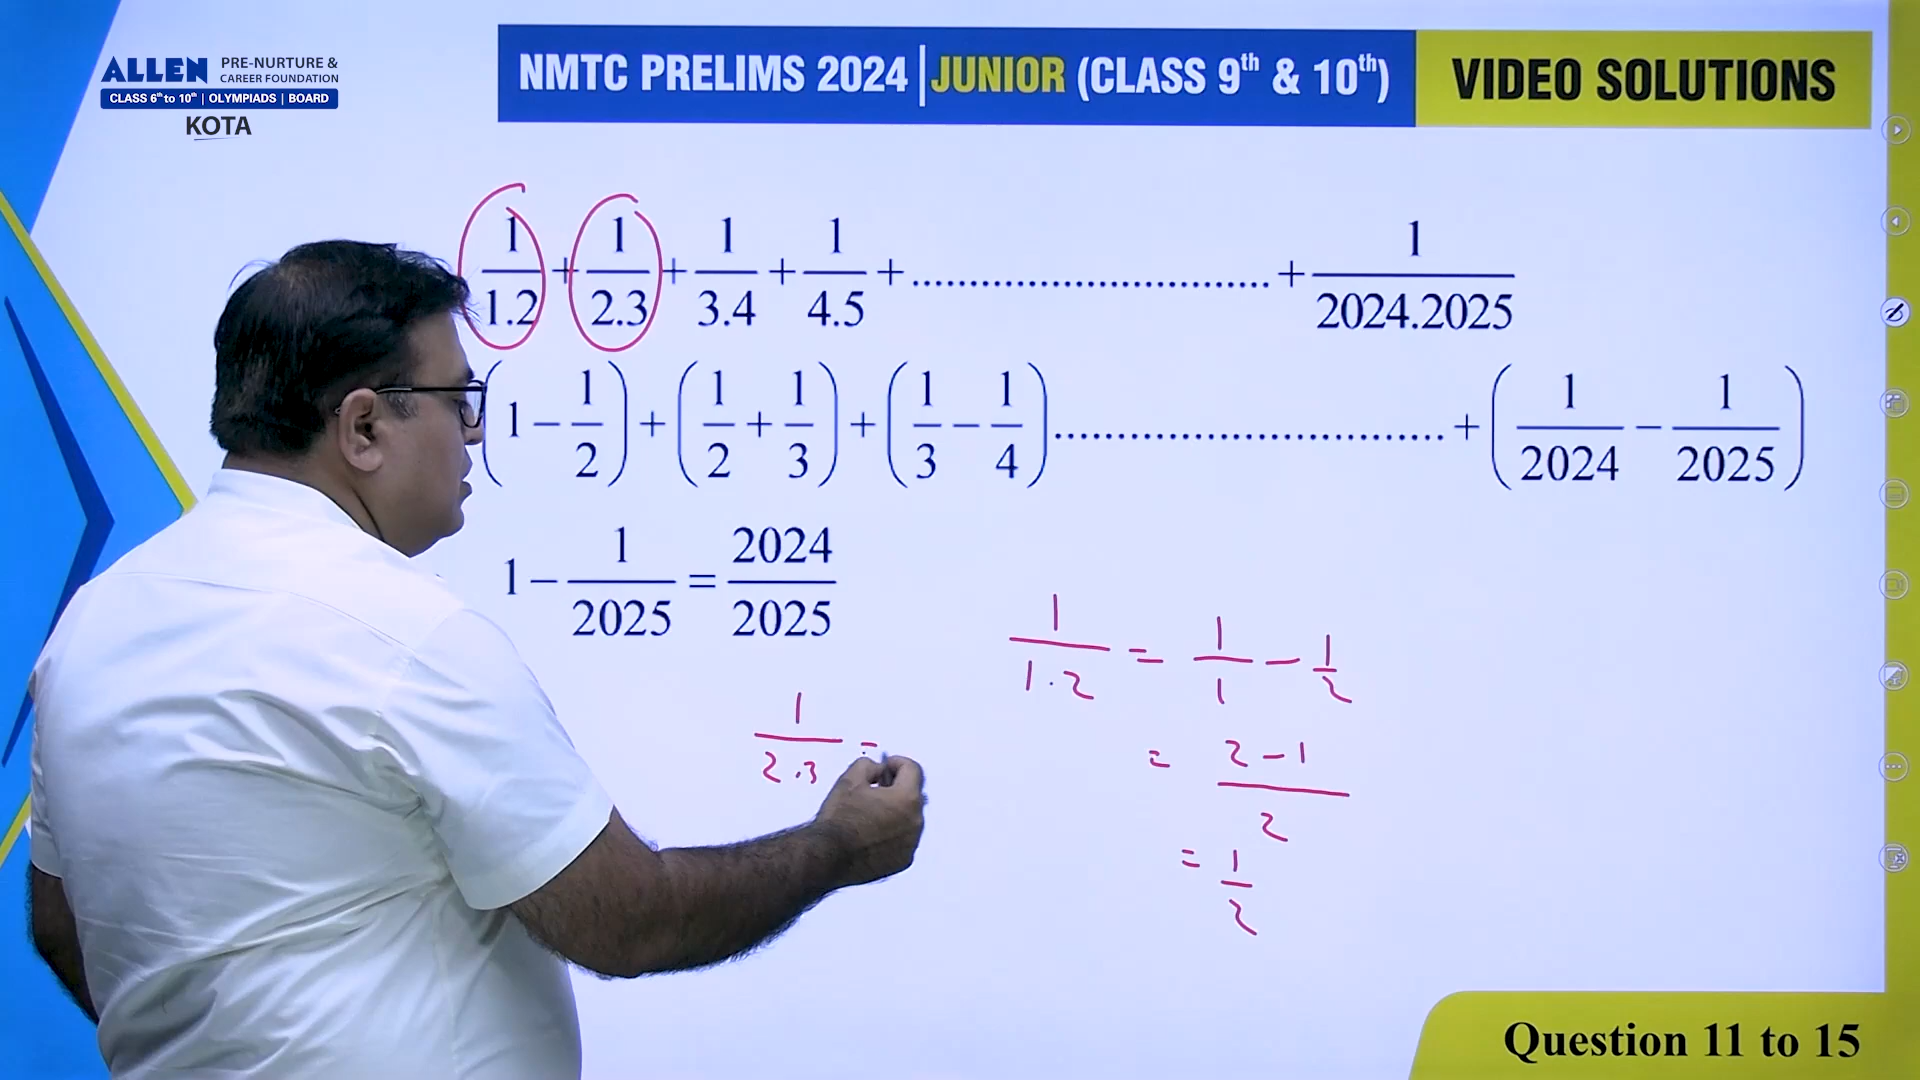 ALLEN PRE-NURTURE & CAREER FOUNDATION
CLASS 6th to 10th | OLYMPIADS | BOARD
KOTA
NMTC PRELIMS 2024 | JUNIOR (CLASS 9th & 10th) VIDEO SOLUTIONS
1/1.2 + 1/2.3 + 1/3.4 + 1/4.5 + .............................. + 1/2024.2025
(1 − 1/2) + (1/2 + 1/3) + (1/3 − 1/4) .............................. + (1/2024 − 1/2025)
1 − 1/2025 = 2024/2025
1/1.2 = 1/1 − 1/2
1/2.3 =
= 2−1/2
= 1/2
Question 11 to 15